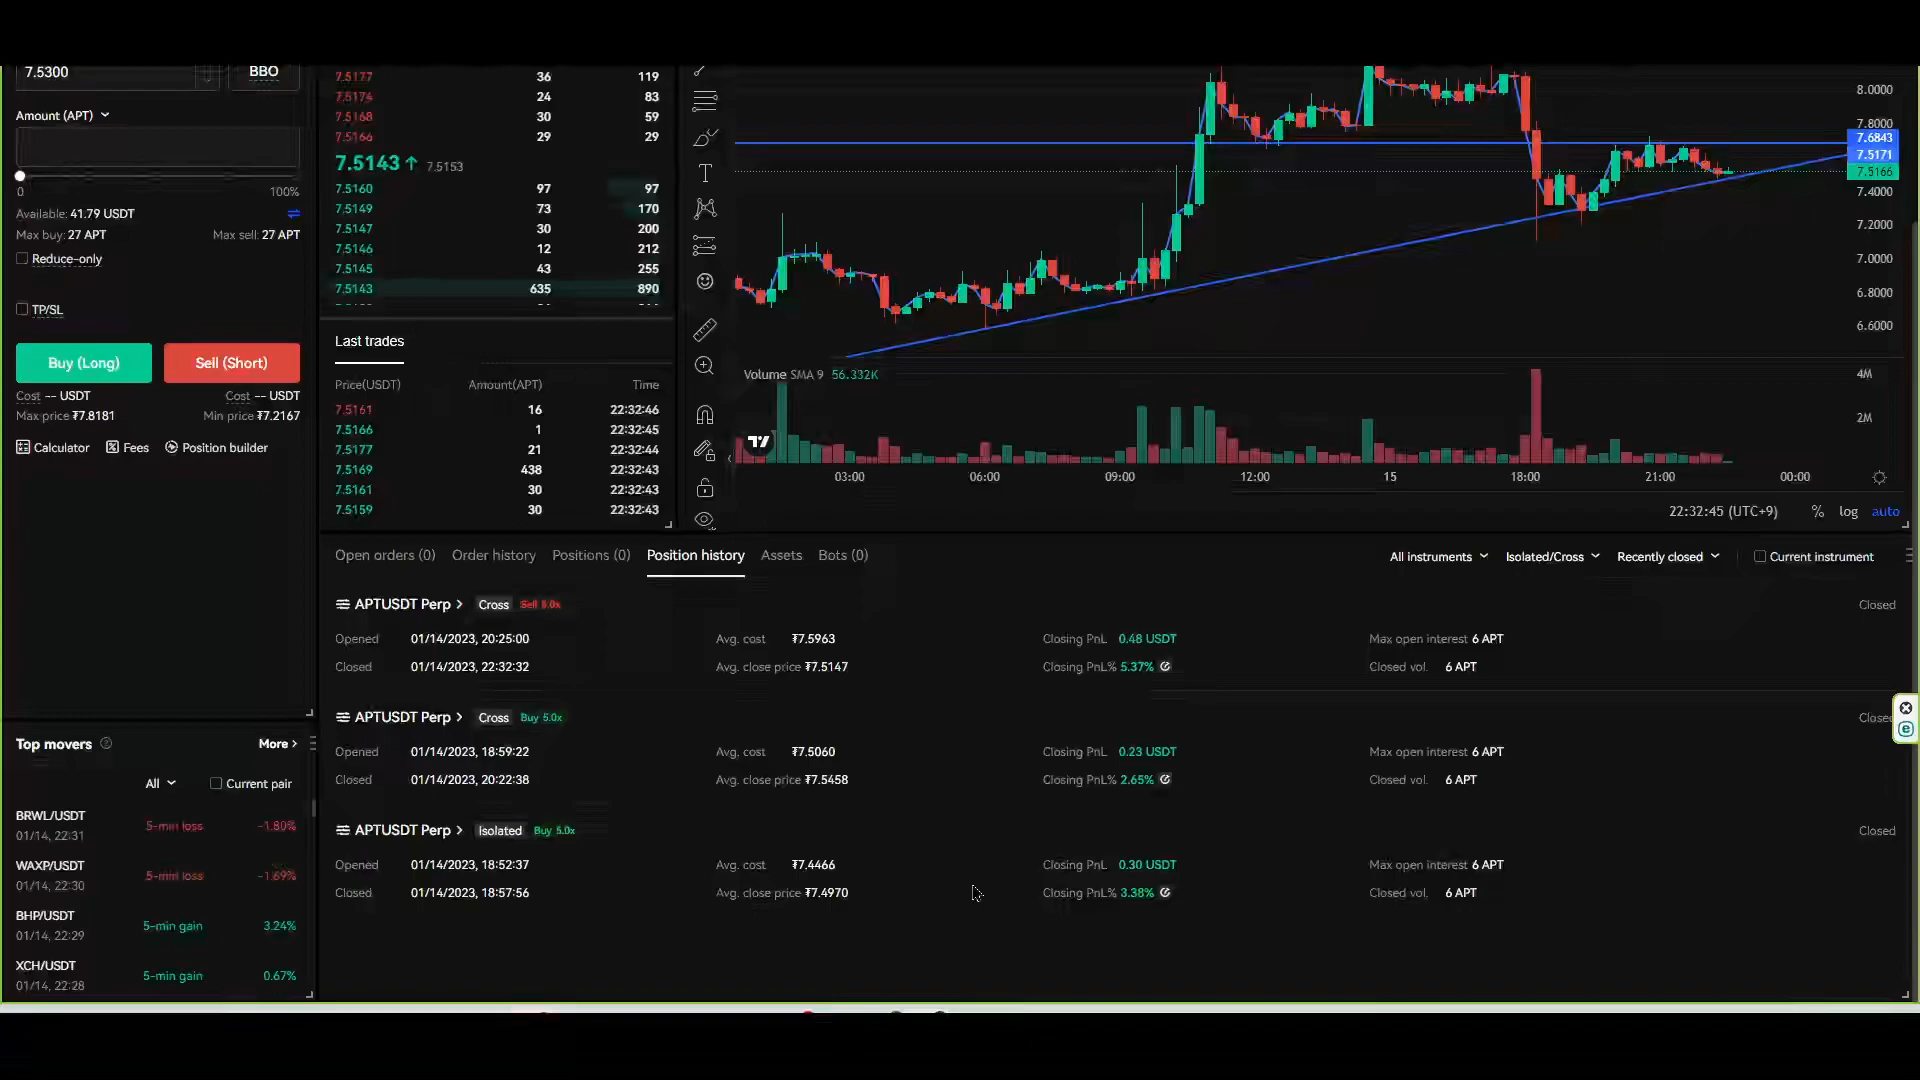 7.5300 BBO
Amount (APT)
0 100%
Available: 41.79 USDT
Max buy: 27 APT Max sell: 27 APT
Reduce-only
TP/SL
Buy (Long) Sell (Short)
Cost -- USDT Cost -- USDT
Max price ₮7.8181 Min price ₮7.2167
Calculator Fees Position builder
7.5177 36 119
7.5174 24 83
7.5168 30 59
7.5166 29 29
7.5143↑ 7.5153
7.5160 97 97
7.5149 73 170
7.5147 30 200
7.5146 12 212
7.5145 43 255
7.5143 635 890
Last trades
Price(USDT) Amount(APT) Time
7.5161 16 22:32:46
7.5166 1 22:32:45
7.5177 21 22:32:44
7.5169 438 22:32:43
7.5161 30 22:32:43
7.5159 30 22:32:43
8.0000
7.8000
7.6843
7.5171
7.5166
7.4000
7.2000
7.0000
6.8000
6.6000
Volume SMA 9 56.332K
4M
2M
03:00 06:00 09:00 12:00 15 18:00 21:00 00:00
22:32:45 (UTC+9) % log auto
Open orders (0) Order history Positions (0) Position history Assets Bots (0)
All instruments Isolated/Cross Recently closed Current instrument
APTUSDT Perp > Cross Sell 5.0x Closed
Opened 01/14/2023, 20:25:00 Avg. cost ₮7.5963 Closing PnL 0.48 USDT Max open interest 6 APT
Closed 01/14/2023, 22:32:32 Avg. close price ₮7.5147 Closing PnL% 5.37% Closed vol. 6 APT
APTUSDT Perp > Cross Buy 5.0x Closed
Opened 01/14/2023, 18:59:22 Avg. cost ₮7.5060 Closing PnL 0.23 USDT Max open interest 6 APT
Closed 01/14/2023, 20:22:38 Avg. close price ₮7.5458 Closing PnL% 2.65% Closed vol. 6 APT
APTUSDT Perp > Isolated Buy 5.0x Closed
Opened 01/14/2023, 18:52:37 Avg. cost ₮7.4466 Closing PnL 0.30 USDT Max open interest 6 APT
Closed 01/14/2023, 18:57:56 Avg. close price ₮7.4970 Closing PnL% 3.38% Closed vol. 6 APT
Top movers More >
All Current pair
BRWL/USDT
01/14, 22:31 5-min loss -1.80%
WAXP/USDT
01/14, 22:30 5-min loss -1.69%
BHP/USDT
01/14, 22:29 5-min gain 3.24%
XCH/USDT
01/14, 22:28 5-min gain 0.67%